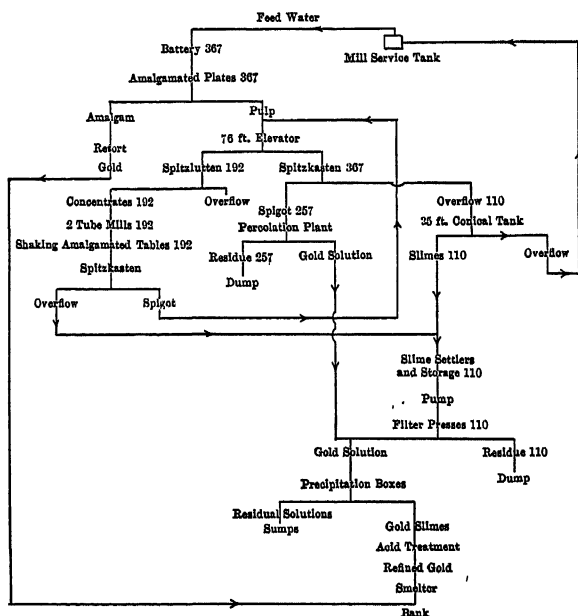 Feed Water
Battery 367
Mill Service Tank
Amalgamated Plates 367
Amalgam
Pulp
76 ft. Elevator
Retort
Gold
Spitzlutten 192
Spitzkasten 367
Concentrates 192
Overflow
Overflow 110
2 Tube Mills 192
Spigot 257
35 ft. Conical Tank
Percolation Plant
Shaking Amalgamated Tables 192
Residue 257
Gold Solution
Slimes 110
Overflow
Spitzkasten
Dump
Overflow
Spigot
Slime Settlers
and Storage 110
Pump
Filter Presses 110
Gold Solution
Residue 110
Dump
Precipitation Boxes
Residual Solutions
Sumps
Gold Slimes
Acid Treatment
Refined Gold
Smelter
Bank